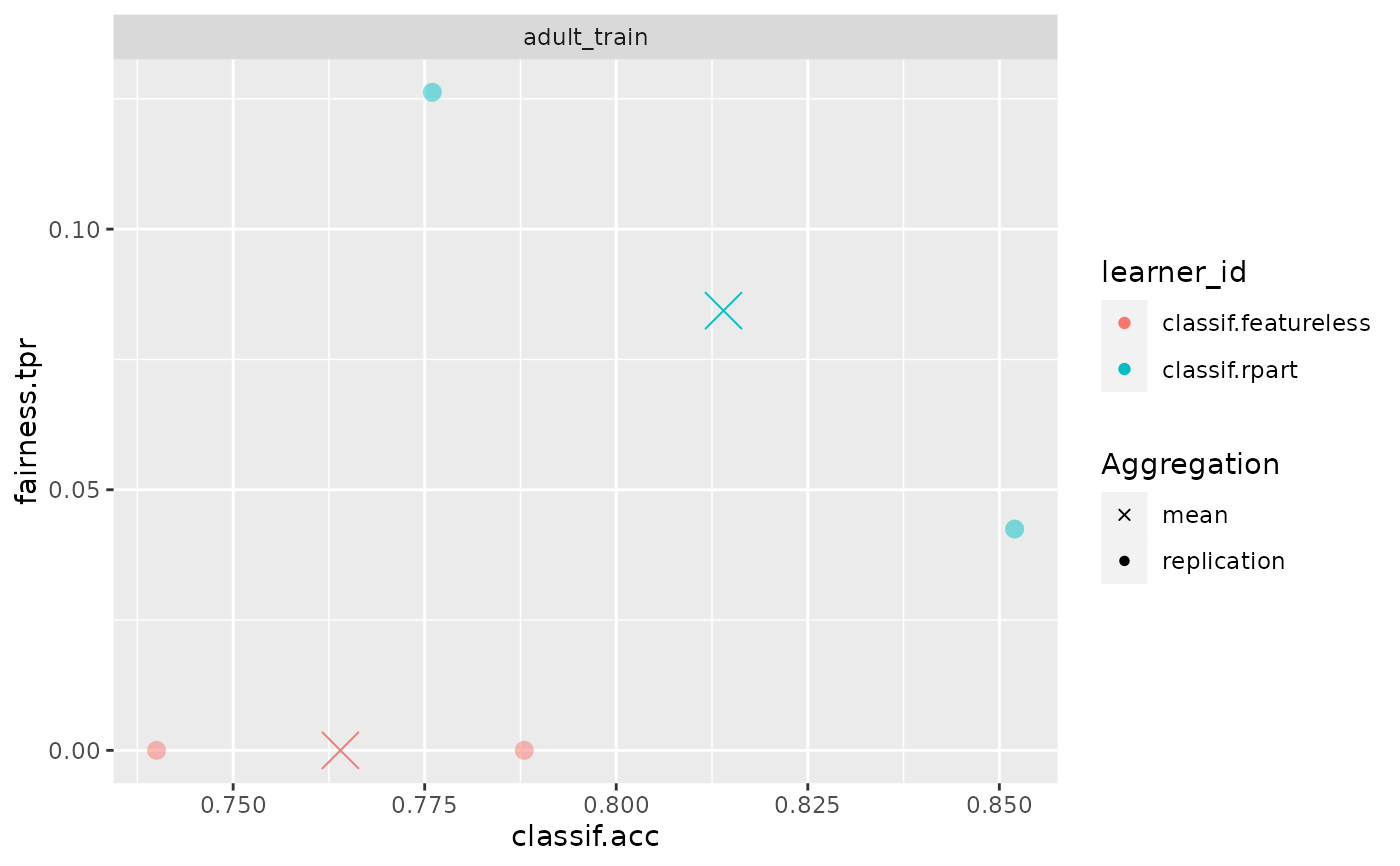 adult_train
fairness.tpr
0.10
0.05
0.00
0.750
0.775
0.800
0.825
0.850
classif.acc
learner_id
classif.featureless
classif.rpart
Aggregation
mean
replication